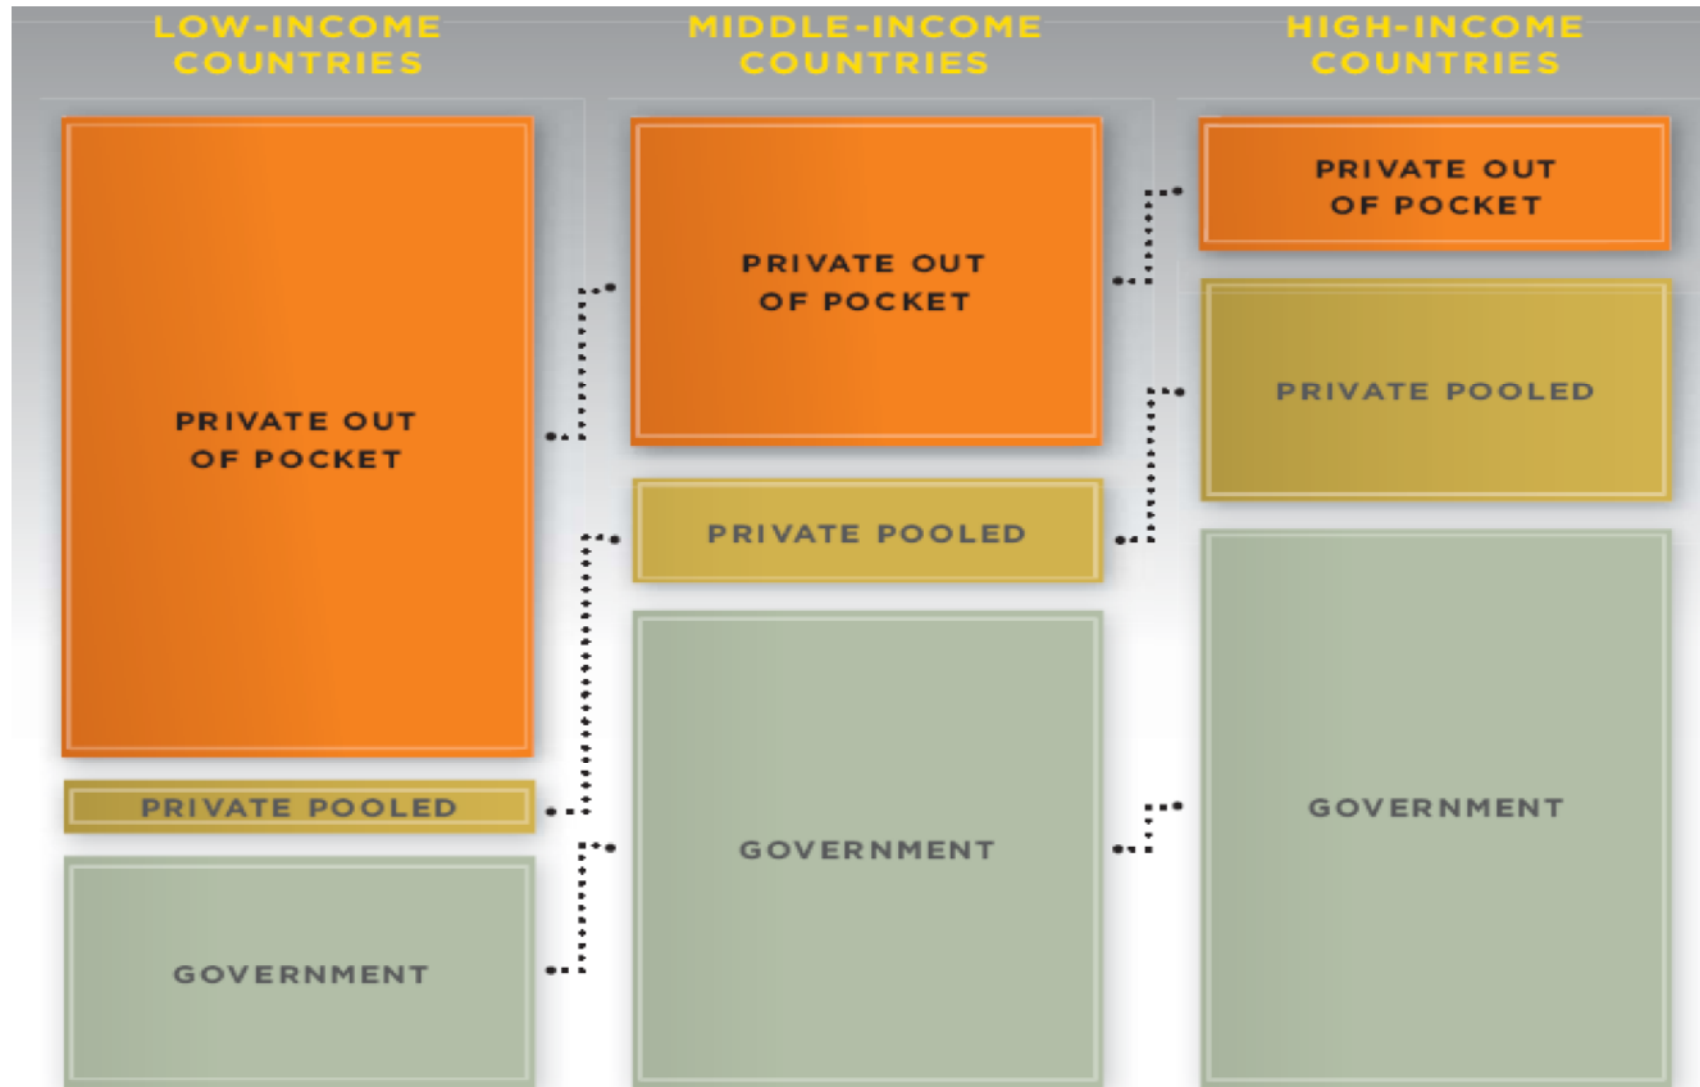 LOW-INCOME
COUNTRIES
MIDDLE-INCOME
COUNTRIES
HIGH-INCOME
COUNTRIES
PRIVATE OUT
OF POCKET
PRIVATE POOLED
GOVERNMENT
PRIVATE OUT
OF POCKET
PRIVATE POOLED
GOVERNMENT
PRIVATE OUT
OF POCKET
PRIVATE POOLED
GOVERNMENT